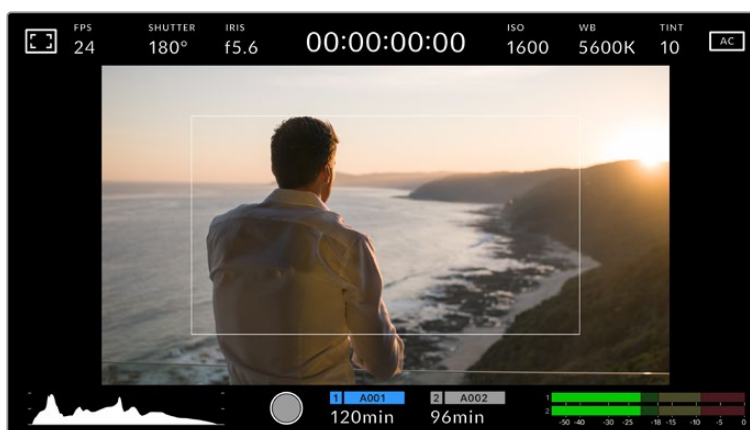 FPS SHUTTER IRIS ISO WB TINT
24 180° f5.6 00:00:00:00 1600 5600K 10 AC
1 A001 2 A002
120min 96min
1
2
-50 -40 -30 -25 -18 -15 -10 -5 0